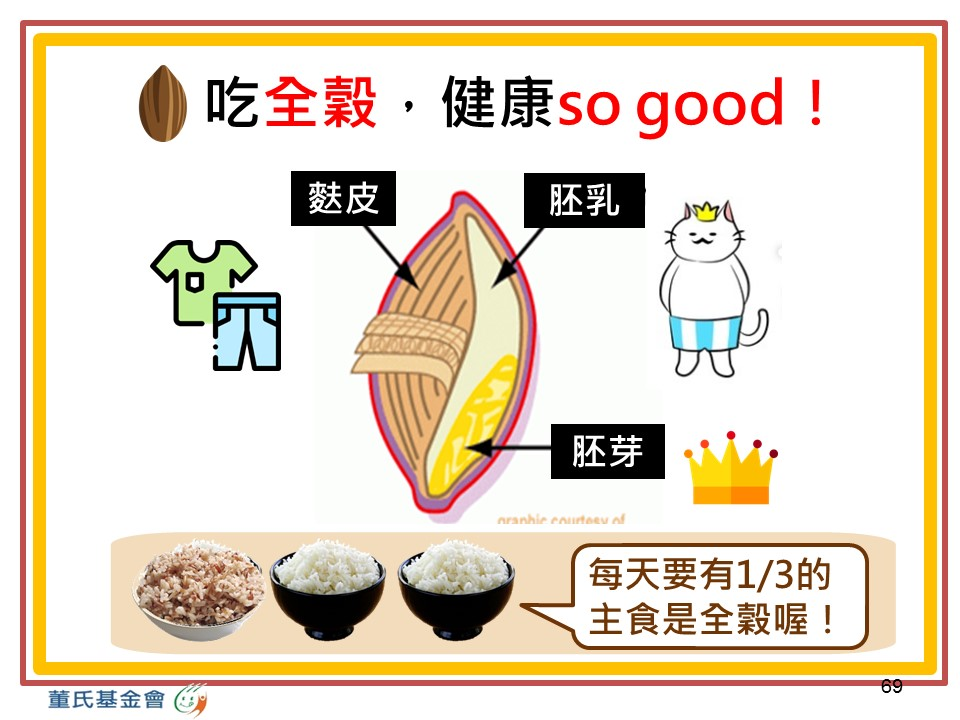 吃全穀，健康so good！
麩皮
胚乳
胚芽
graphic courtesy of
每天要有1/3的
主食是全穀喔！
69
董氏基金會